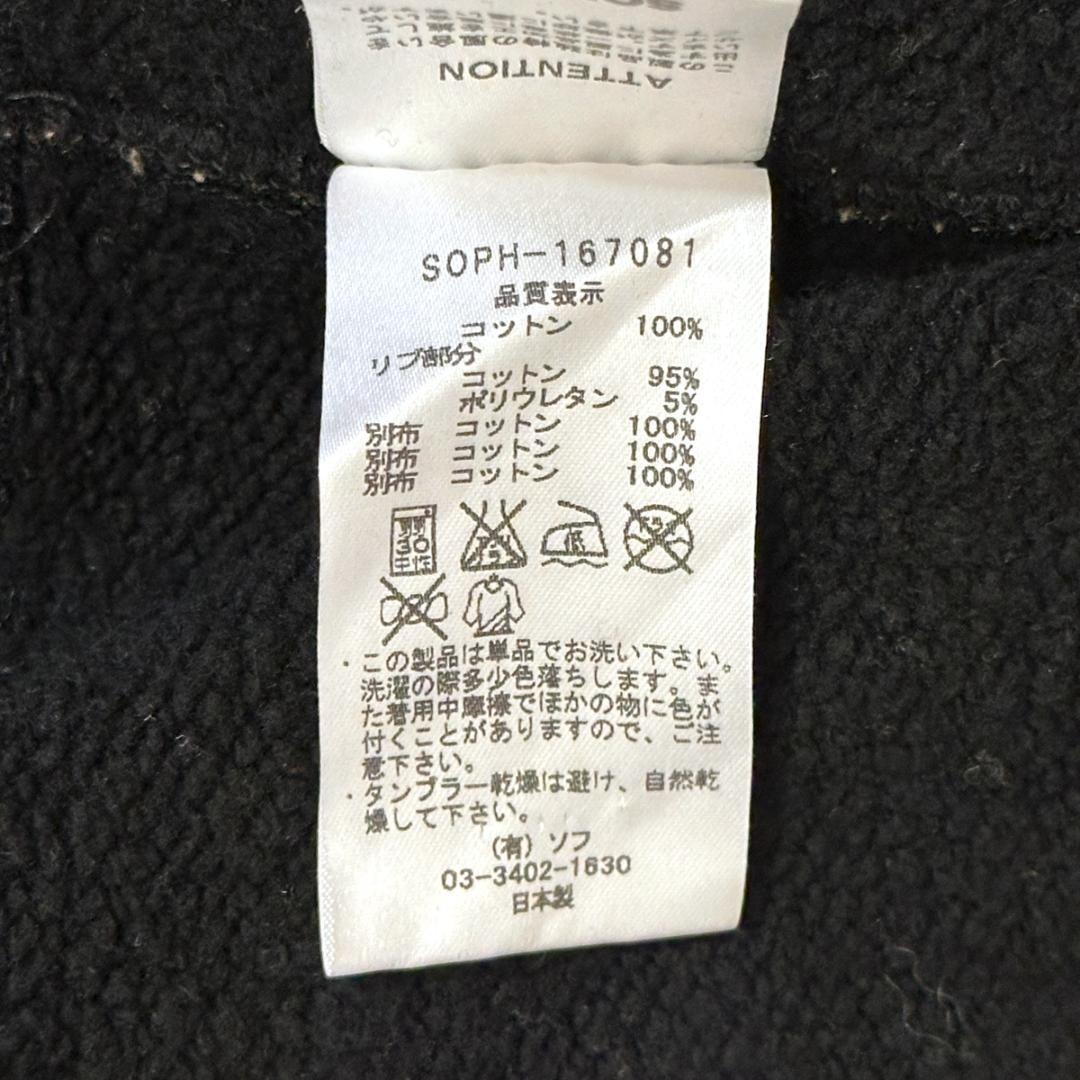 ATTENTION
SOPH-167081
品質表示
コットン 100%
リブ部分
コットン 95%
ポリウレタン 5%
別布 コットン 100%
別布 コットン 100%
別布 コットン 100%
弱
30
中性
低
・この製品は単品でお洗い下さい。
洗濯の際多少色落ちします。ま
た着用中摩擦でほかの物に色が
付くことがありますので、ご注
意下さい。
・タンブラー乾燥は避け、自然乾
燥して下さい。
(有) ソフ
03-3402-1630
日本製